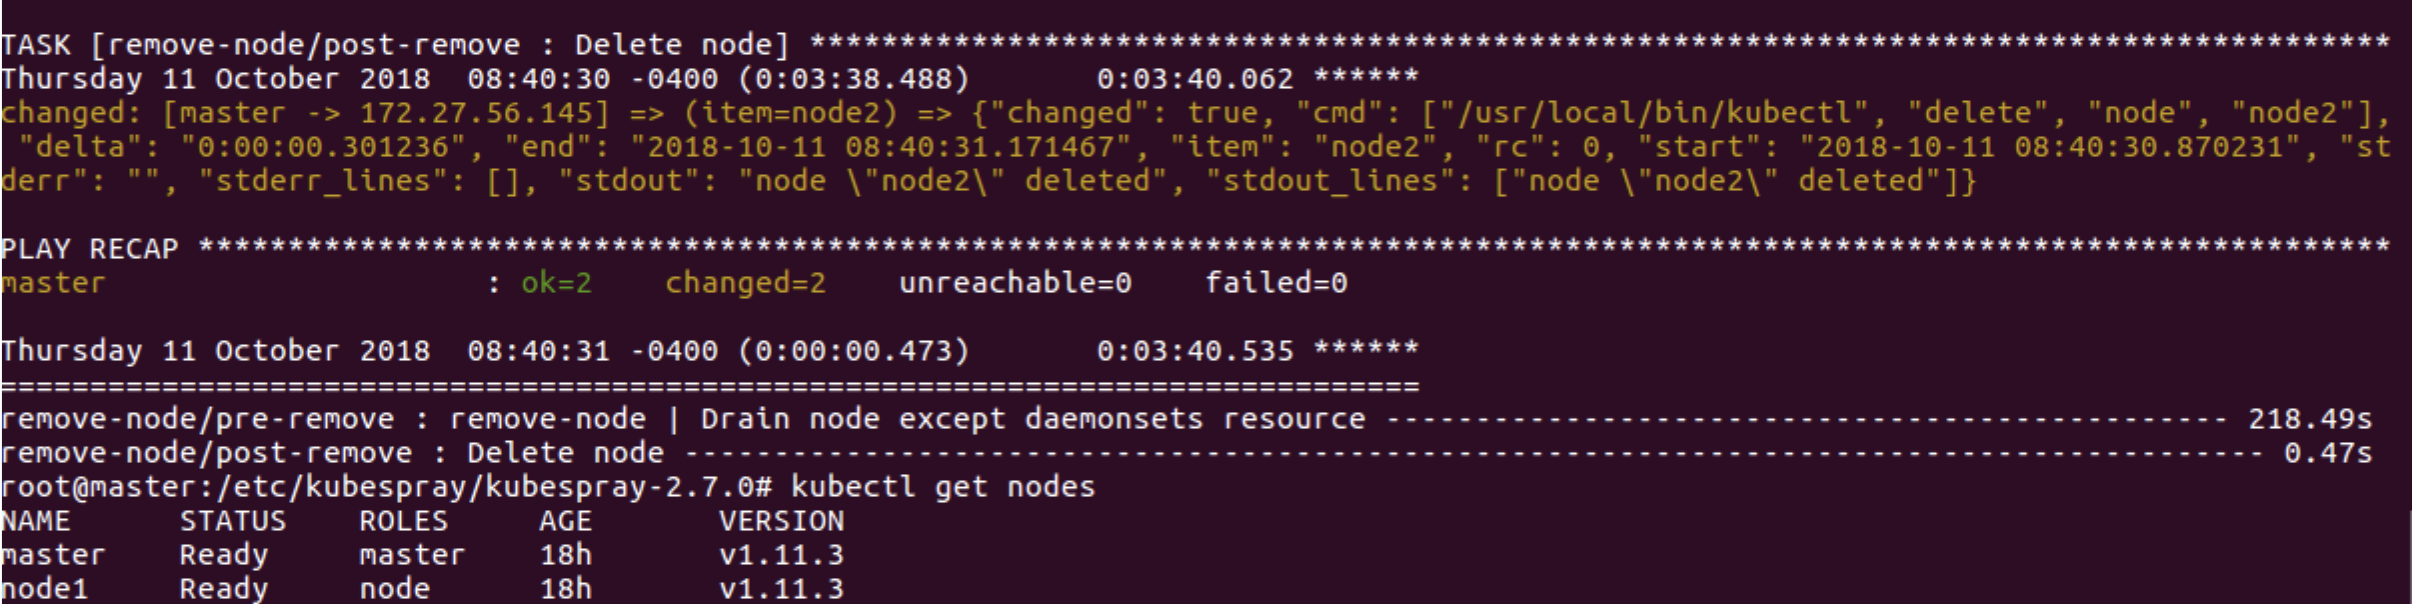 TASK [remove-node/post-remove : Delete node] ****************************************************************************************
Thursday 11 October 2018  08:40:30 -0400 (0:03:38.488)       0:03:40.062 ******
changed: [master -> 172.27.56.145] => (item=node2) => {"changed": true, "cmd": ["/usr/local/bin/kubectl", "delete", "node", "node2"],
 "delta": "0:00:00.301236", "end": "2018-10-11 08:40:31.171467", "item": "node2", "rc": 0, "start": "2018-10-11 08:40:30.870231", "st
derr": "", "stderr_lines": [], "stdout": "node \"node2\" deleted", "stdout_lines": ["node \"node2\" deleted"]}
PLAY RECAP **************************************************************************************************************************
master                     : ok=2    changed=2    unreachable=0    failed=0
Thursday 11 October 2018  08:40:31 -0400 (0:00:00.473)       0:03:40.535 ******
===============================================================================
remove-node/pre-remove : remove-node | Drain node except daemonsets resource ----------------------------------------------- 218.49s
remove-node/post-remove : Delete node ---------------------------------------------------------------------------------------- 0.47s
root@master:/etc/kubespray/kubespray-2.7.0# kubectl get nodes
NAME      STATUS    ROLES     AGE       VERSION
master    Ready     master    18h       v1.11.3
node1     Ready     node      18h       v1.11.3